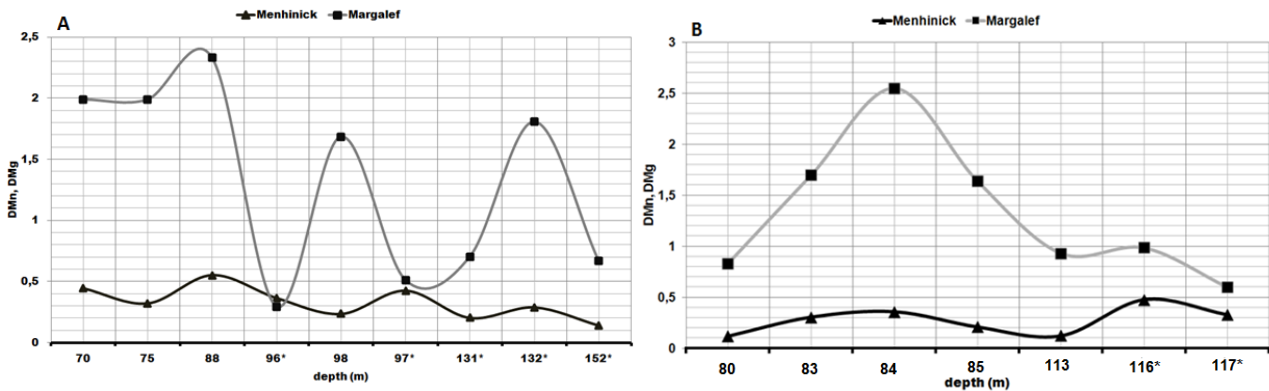 A
Menhinick Margalef
2,5
2
1,5
1
0,5
0
DMn, DMg
70 75 88 96* 98 97* 131* 132* 152*
depth (m)
B
Menhinick Margalef
3
2,5
2
1,5
1
0,5
0
DMn, DMg
80 83 84 85 113 116* 117*
depth (m)